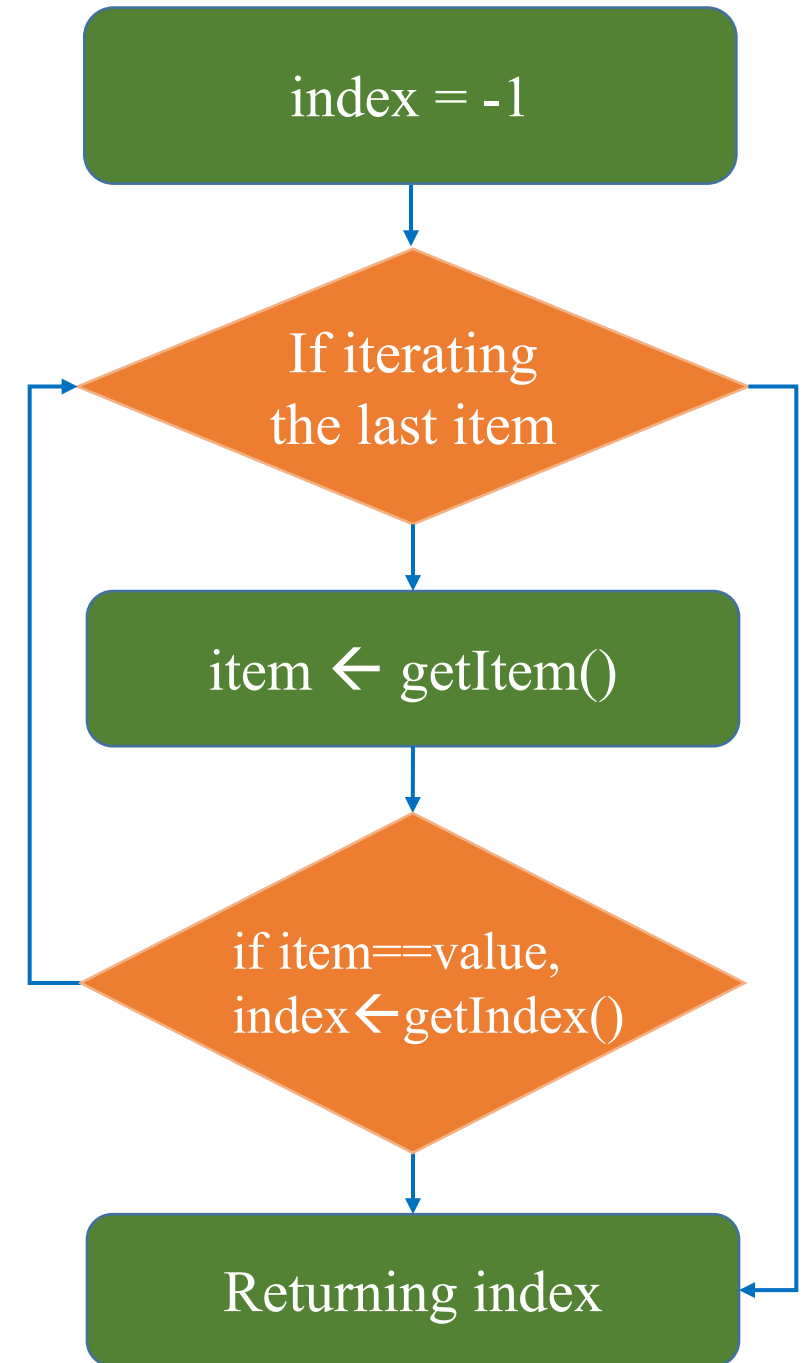 index = -1
If iterating
the last item
item ← getItem()
if item==value,
index←getIndex()
Returning index